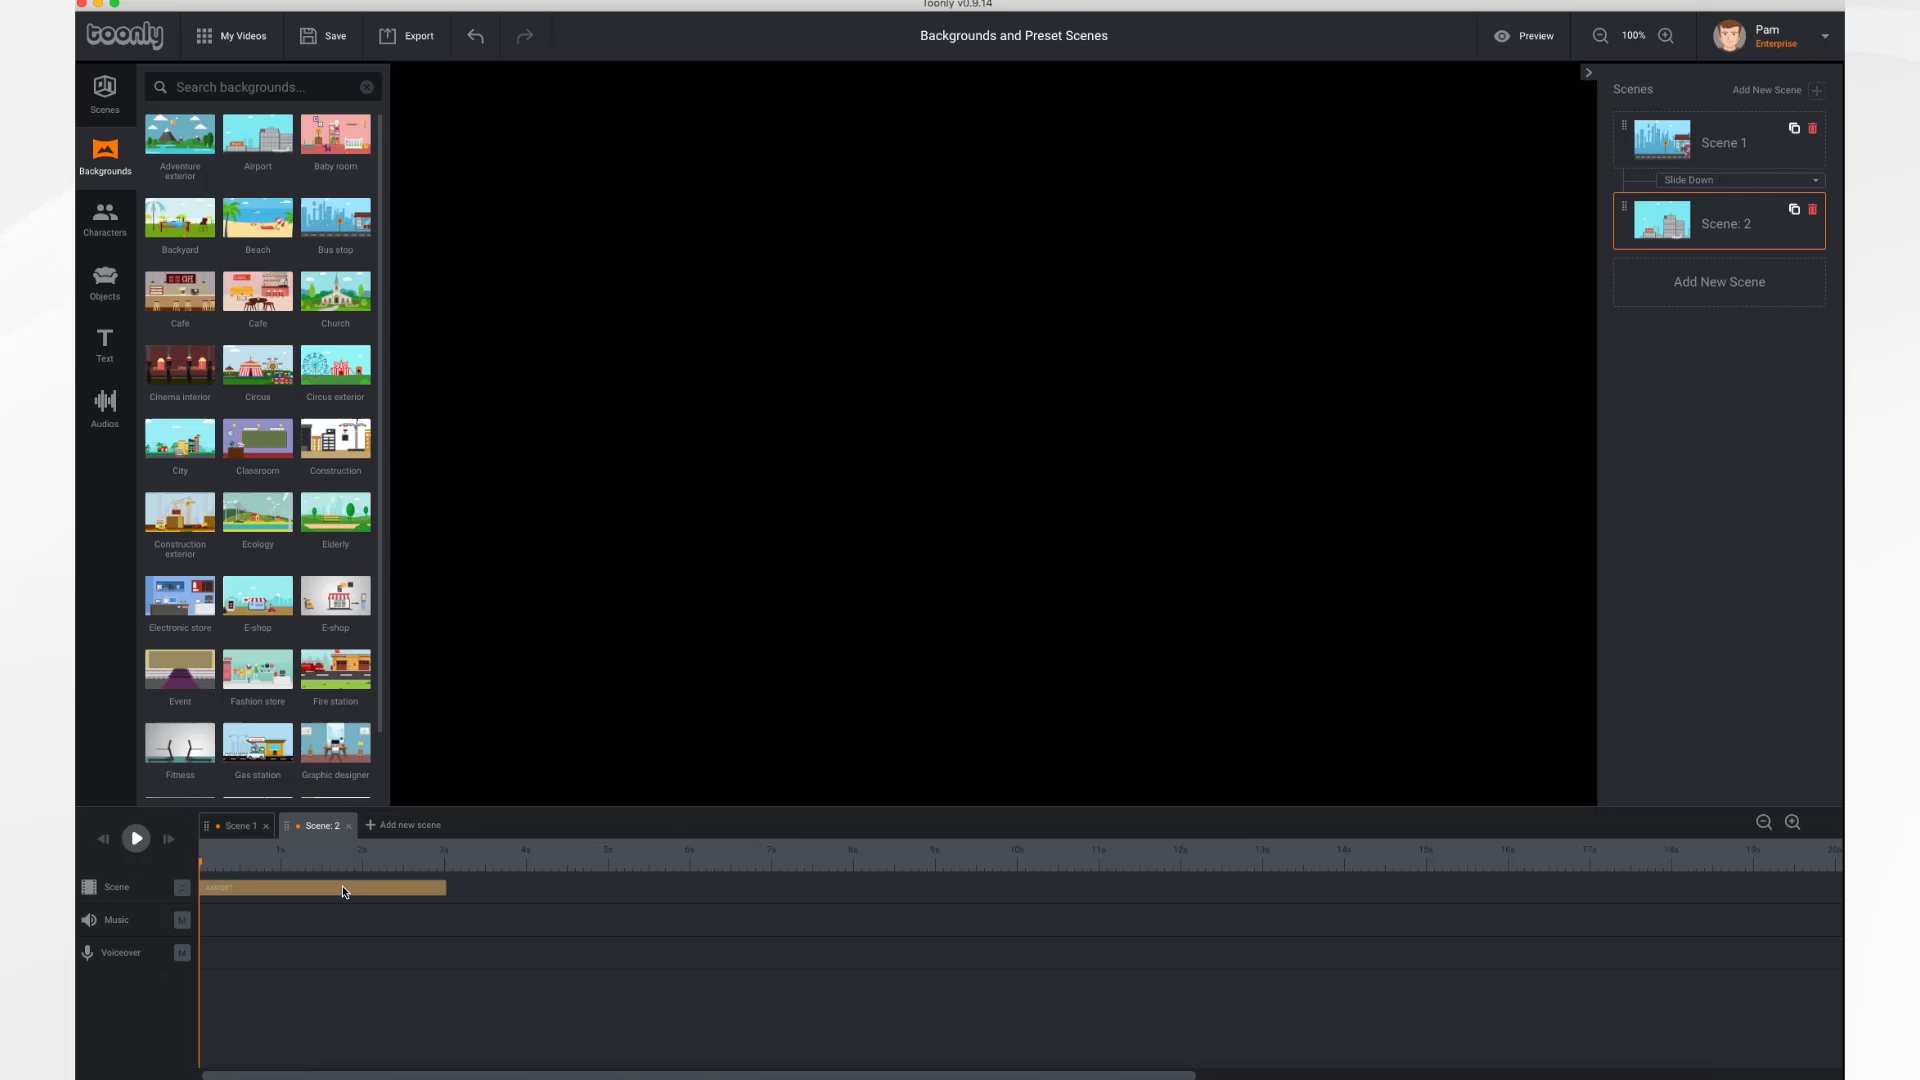 Toonly v0.9.14
toonly
My Videos
Save
Export
Backgrounds and Preset Scenes
Preview
100%
Pam
Enterprise
Scenes
Backgrounds
Characters
Objects
Text
Audios
Search backgrounds...
Adventure
exterior
Airport
Baby room
Backyard
Beach
Bus stop
Cafe
Cafe
Church
Cinema interior
Circus
Circus exterior
City
Classroom
Construction
Construction
exterior
Ecology
Elderly
Electronic store
E-shop
E-shop
Event
Fashion store
Fire station
Fitness
Gas station
Graphic designer
Scenes
Add New Scene
Scene 1
Slide Down
Scene: 2
Add New Scene
Scene 1
Scene: 2
Add new scene
1s 2s 3s 4s 5s 6s 7s 8s 9s 10s 11s 12s 13s 14s 15s 16s 17s 18s 19s 20s
Scene
AIRPORT
Music M
Voiceover M